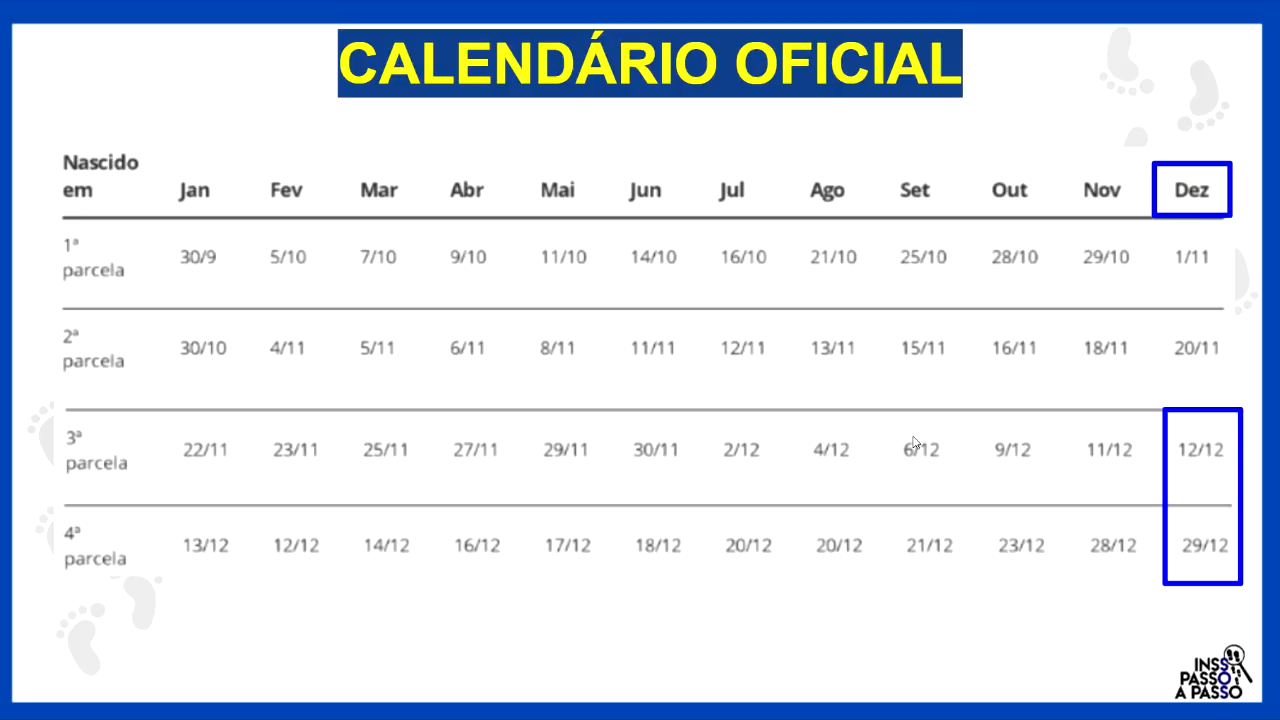 CALENDÁRIO OFICIAL
Nascido
em Jan Fev Mar Abr Mai Jun Jul Ago Set Out Nov Dez
1ª
parcela 30/9 5/10 7/10 9/10 11/10 14/10 16/10 21/10 25/10 28/10 29/10 1/11
2ª
parcela 30/10 4/11 5/11 6/11 8/11 11/11 12/11 13/11 15/11 16/11 18/11 20/11
3ª
parcela 22/11 23/11 25/11 27/11 29/11 30/11 2/12 4/12 6/12 9/12 11/12 12/12
4ª
parcela 13/12 12/12 14/12 16/12 17/12 18/12 20/12 20/12 21/12 23/12 28/12 29/12
INSS
PASSO
A PASSO